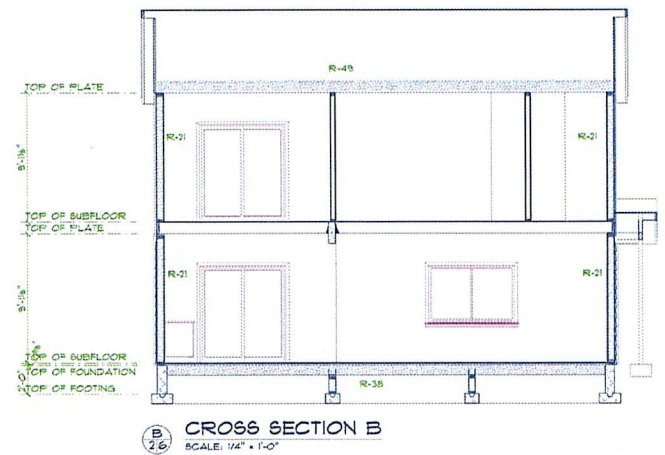 R-49
TOP OF PLATE
R-21
R-21
TOP OF SUBFLOOR
TOP OF PLATE
R-21
R-21
TOP OF SUBFLOOR
TOP OF FOUNDATION
R-38
TOP OF FOOTING
B
2.6
CROSS SECTION B
SCALE: 1/4" = 1'-0"